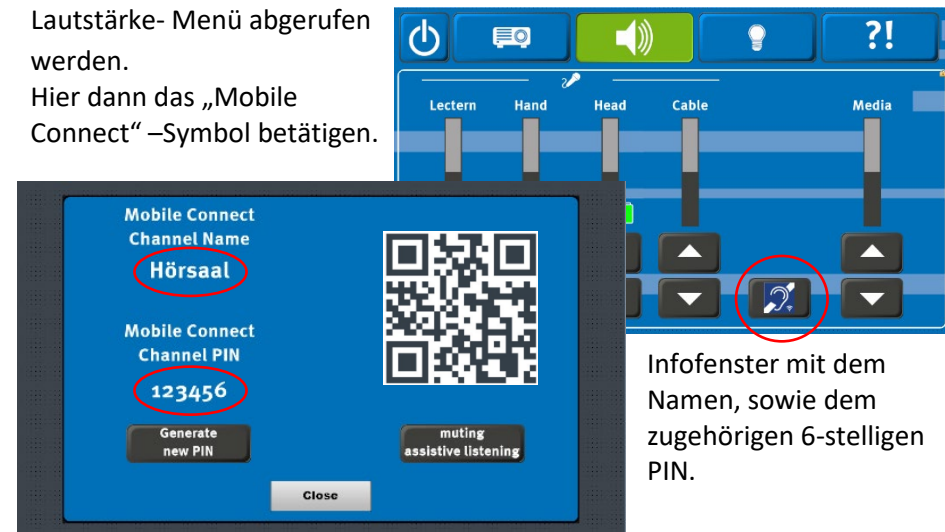 Lautstärke- Menü abgerufen
werden.
Hier dann das „Mobile
Connect“ –Symbol betätigen.
?!
Lectern Hand Head Cable Media
Mobile Connect
Channel Name
Hörsaal
Mobile Connect
Channel PIN
123456
Generate
new PIN
muting
assistive listening
Close
Infofenster mit dem
Namen, sowie dem
zugehörigen 6-stelligen
PIN.